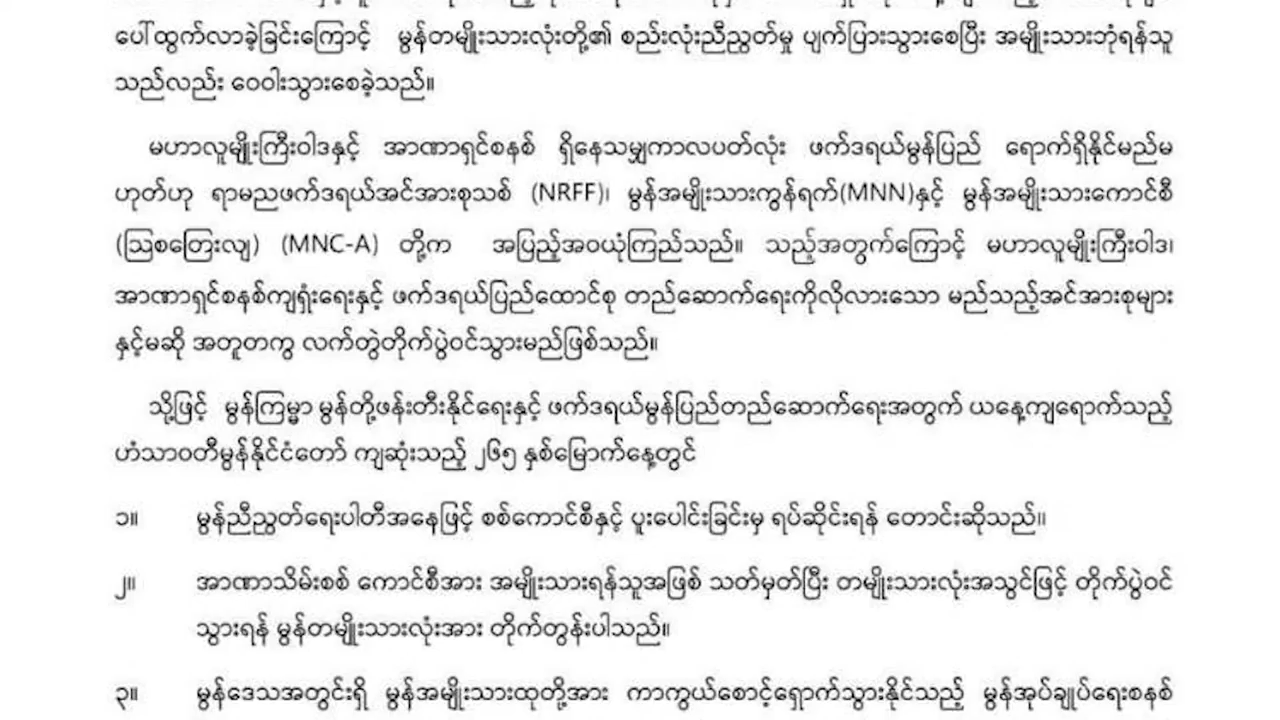 ပေါ်ထွက်လာခဲ့ခြင်းကြောင့် မွန်တမျိုးသားလုံးတို့၏ စည်းလုံးညီညွတ်မှု ပျက်ပြားသွားစေပြီး အမျိုးသားဘုံရန်သူ
သည်လည်း ဝေဝါးသွားစေခဲ့သည်။
မဟာလူမျိုးကြီးဝါဒနှင့် အာဏာရှင်စနစ် ရှိနေသမျှကာလပတ်လုံး ဖက်ဒရယ်မွန်ပြည် ရောက်ရှိနိုင်မည်မ
ဟုတ်ဟု ရာမညဖက်ဒရယ်အင်အားစုသစ် (NRFF)၊ မွန်အမျိုးသားကွန်ရက်(MNN)နှင့် မွန်အမျိုးသားကောင်စီ
(ဩစတြေးလျ) (MNC-A) တို့က အပြည့်အဝယုံကြည်သည်။ သည့်အတွက်ကြောင့် မဟာလူမျိုးကြီးဝါဒ၊
အာဏာရှင်စနစ်ကျရှုံးရေးနှင့် ဖက်ဒရယ်ပြည်ထောင်စု တည်ဆောက်ရေးကိုလိုလားသော မည်သည့်အင်အားစုများ
နှင့်မဆို အတူတကွ လက်တွဲတိုက်ပွဲဝင်သွားမည်ဖြစ်သည်။
သို့ဖြင့် မွန်ကြမ္မာ မွန်တို့ဖန်းတီးနိုင်ရေးနှင့် ဖက်ဒရယ်မွန်ပြည်တည်ဆောက်ရေးအတွက် ယနေ့ကျရောက်သည့်
ဟံသာဝတီမွန်နိုင်ငံတော် ကျဆုံးသည့် ၂၆၅ နှစ်မြောက်နေ့တွင်
၁။ မွန်ညီညွတ်ရေးပါတီအနေဖြင့် စစ်ကောင်စီနှင့် ပူးပေါင်းခြင်းမှ ရပ်ဆိုင်းရန် တောင်းဆိုသည်။
၂။ အာဏာသိမ်းစစ် ကောင်စီအား အမျိုးသားရန်သူအဖြစ် သတ်မှတ်ပြီး တမျိုးသားလုံးအသွင်ဖြင့် တိုက်ပွဲဝင်
သွားရန် မွန်တမျိုးသားလုံးအား တိုက်တွန်းပါသည်။
၃။ မွန်ဒေသအတွင်းရှိ မွန်အမျိုးသားထုတို့အား ကာကွယ်စောင့်ရှောက်သွားနိုင်သည့် မွန်အုပ်ချုပ်ရေးစနစ်